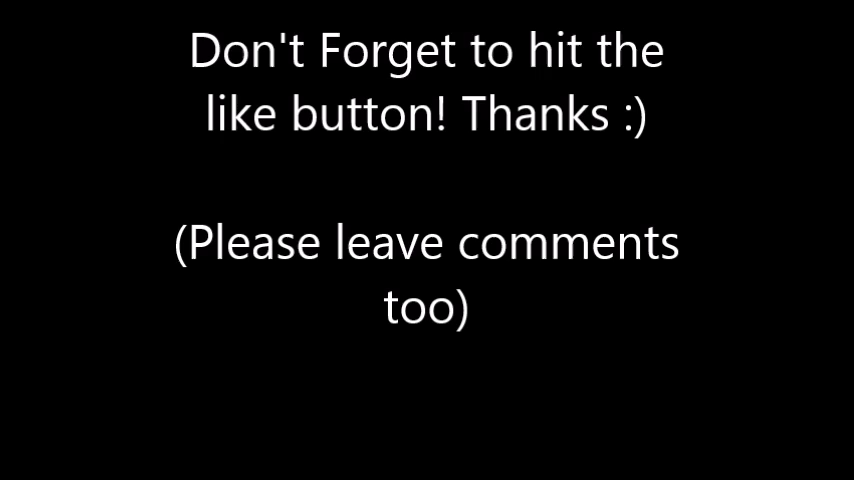 Don't Forget to hit the
like button! Thanks :)
(Please leave comments
too)